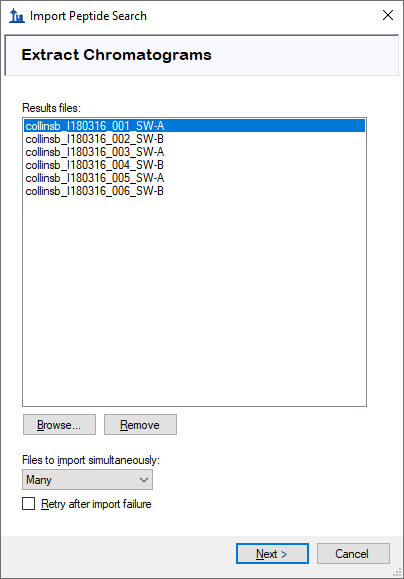 Import Peptide Search
Extract Chromatograms
Results files:
collinsb_I180316_001_SW-A
collinsb_I180316_002_SW-B
collinsb_I180316_003_SW-A
collinsb_I180316_004_SW-B
collinsb_I180316_005_SW-A
collinsb_I180316_006_SW-B
Browse... Remove
Files to import simultaneously:
Many
Retry after import failure
Next > Cancel